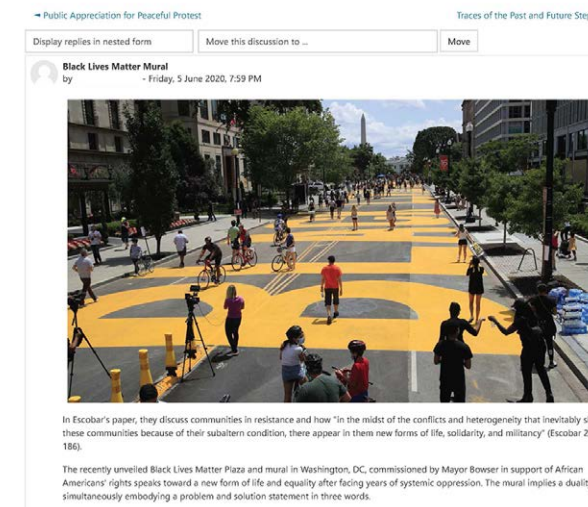 ◄ Public Appreciation for Peaceful Protest
Traces of the Past and Future
Display replies in nested form
Move this discussion to ...
Move
Black Lives Matter Mural
by - Friday, 5 June 2020, 7:59 PM
In Escobar's paper, they discuss communities in resistance and how "in the midst of the conflicts and heterogeneity that inevitably
these communities because of their subaltern condition, there appear in them new forms of life, solidarity, and militancy" (Escobar
186).
The recently unveiled Black Lives Matter Plaza and mural in Washington, DC, commissioned by Mayor Bowser in support of African
Americans' rights speaks toward a new form of life and equality after facing years of systemic oppression. The mural implies a
simultaneously embodying a problem and solution statement in three words.